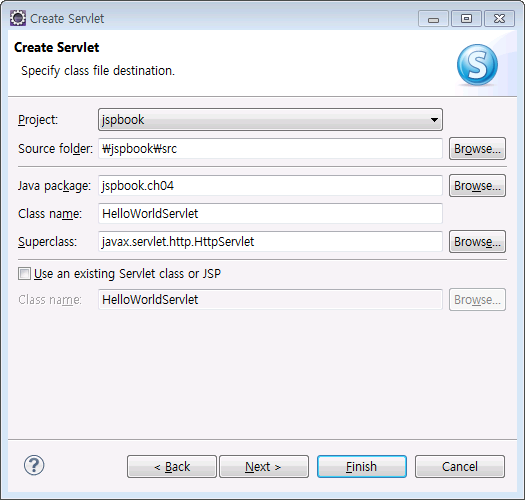 Create Servlet
Create Servlet
Specify class file destination.
Project: jspbook
Source folder: ₩jspbook₩src Browse...
Java package: jspbook.ch04 Browse...
Class name: HelloWorldServlet
Superclass: javax.servlet.http.HttpServlet Browse...
Use an existing Servlet class or JSP
Class name: HelloWorldServlet Browse...
? < Back Next > Finish Cancel